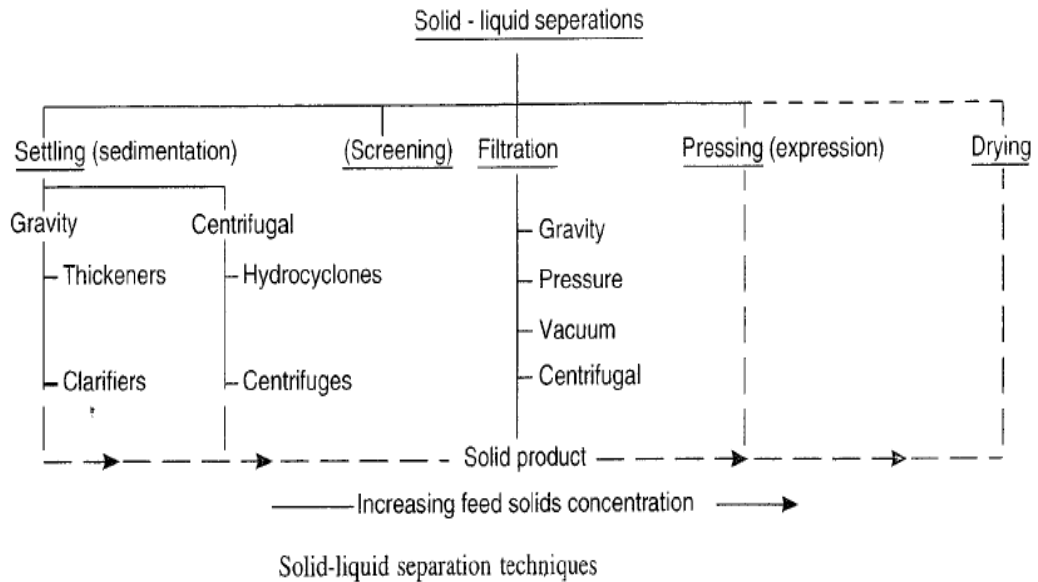 Solid - liquid seperations
Settling (sedimentation) (Screening) Filtration Pressing (expression) Drying
Gravity Centrifugal
Gravity
Thickeners Hydrocyclones
Pressure
Vacuum
Clarifiers Centrifuges
Centrifugal
Solid product
Increasing feed solids concentration
Solid-liquid separation techniques